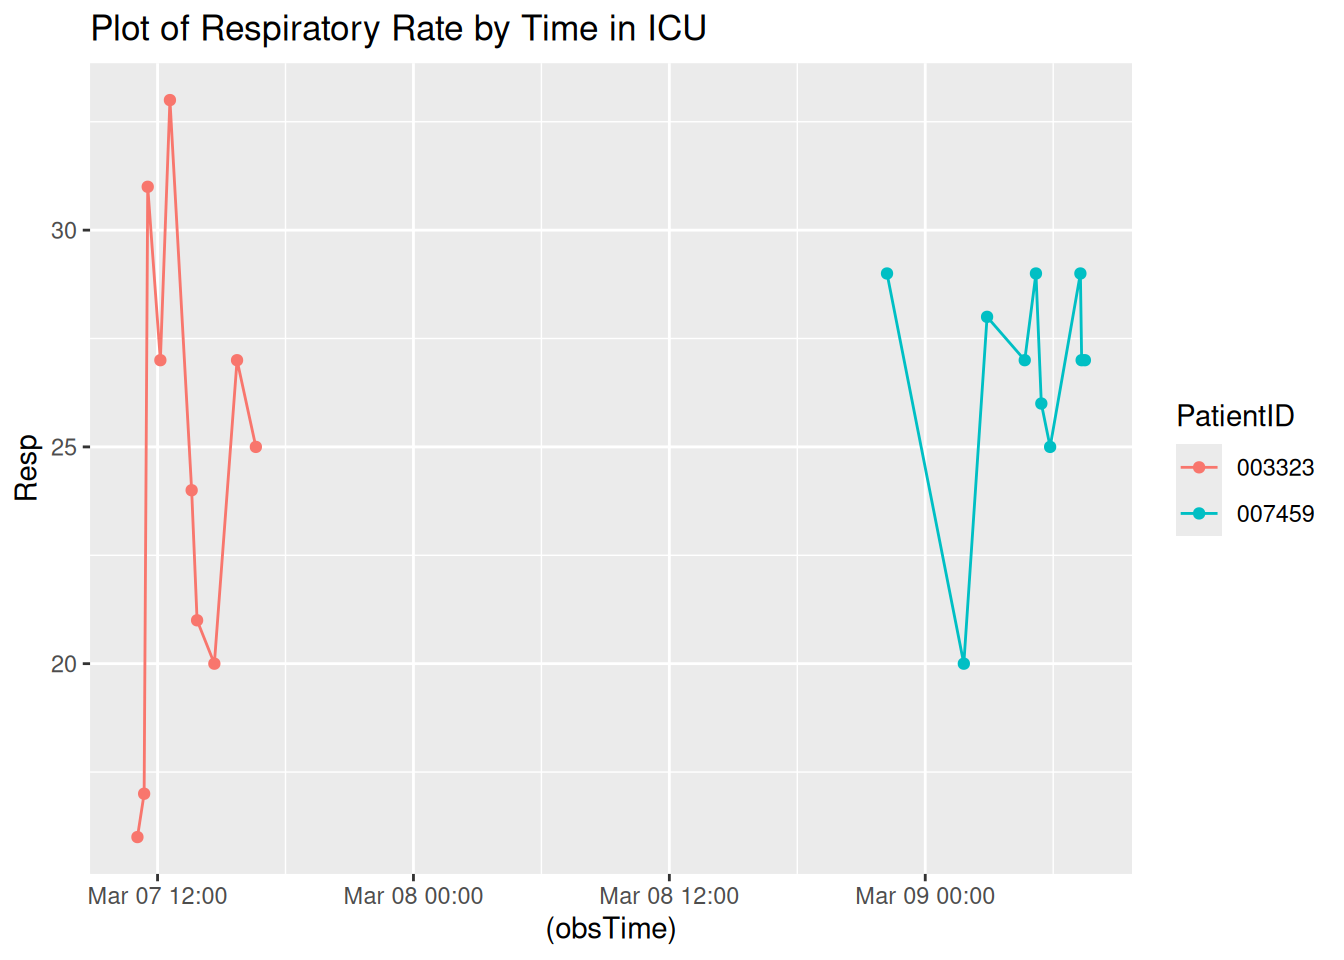 Plot of Respiratory Rate by Time in ICU
Resp
30
25
20
Mar 07 12:00
Mar 08 00:00
Mar 08 12:00
Mar 09 00:00
(obsTime)
PatientID
003323
007459